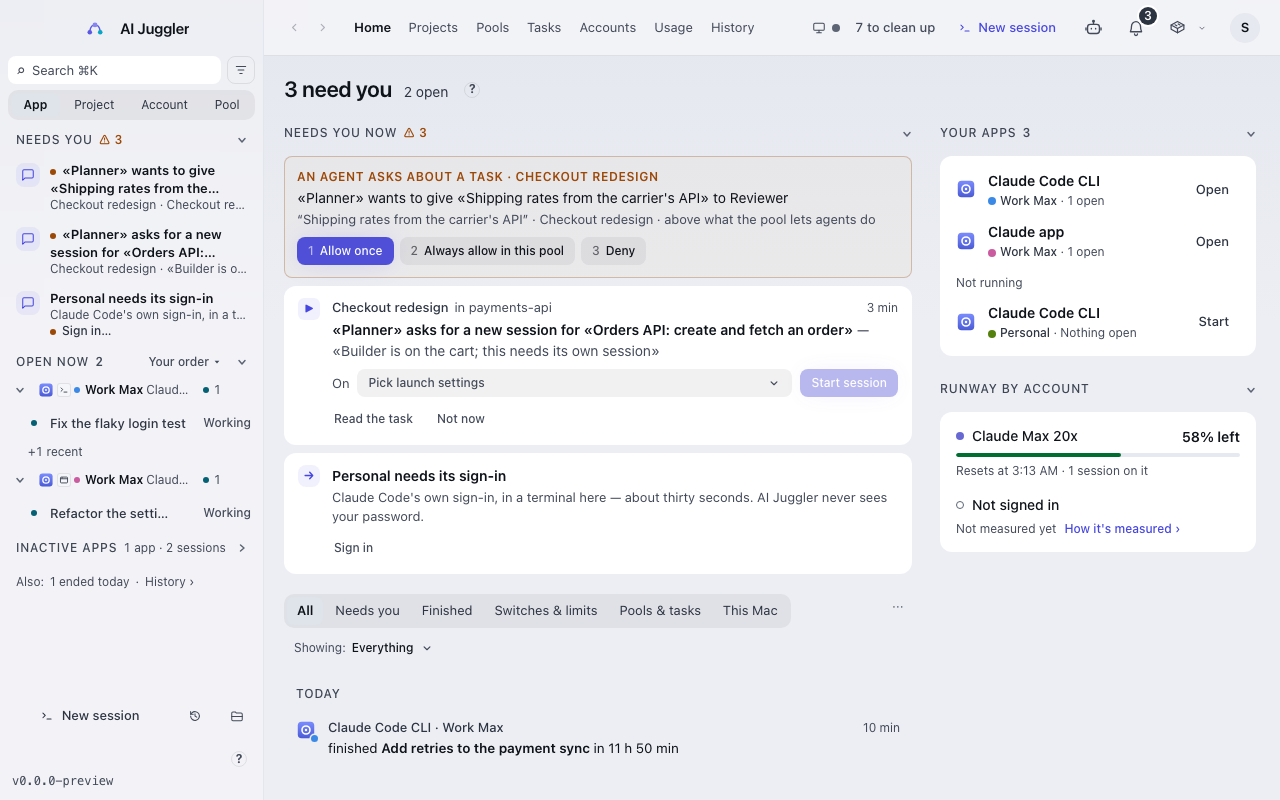 AI Juggler
Search ⌘K
App Project Account Pool
NEEDS YOU 3
«Planner» wants to give
«Shipping rates from the...
Checkout redesign · Checkout re...
«Planner» asks for a new
session for «Orders API:...
Checkout redesign · «Builder is o...
Personal needs its sign-in
Claude Code's own sign-in, in a t...
Sign in...
OPEN NOW 2 Your order
Work Max Claud... 1
Fix the flaky login test Working
+1 recent
Work Max Claud... 1
Refactor the setti... Working
INACTIVE APPS 1 app · 2 sessions
Also: 1 ended today · History ›
New session
?
v0.0.0-preview
Home Projects Pools Tasks Accounts Usage History
7 to clean up
New session
3
S
3 need you 2 open ?
NEEDS YOU NOW 3
AN AGENT ASKS ABOUT A TASK · CHECKOUT REDESIGN
«Planner» wants to give «Shipping rates from the carrier's API» to Reviewer
“Shipping rates from the carrier's API” · Checkout redesign · above what the pool lets agents do
1 Allow once 2 Always allow in this pool 3 Deny
Checkout redesign in payments-api 3 min
«Planner» asks for a new session for «Orders API: create and fetch an order» —
«Builder is on the cart; this needs its own session»
On Pick launch settings Start session
Read the task Not now
Personal needs its sign-in
Claude Code's own sign-in, in a terminal here — about thirty seconds. AI Juggler never sees
your password.
Sign in
All Needs you Finished Switches & limits Pools & tasks This Mac ...
Showing: Everything
TODAY
Claude Code CLI · Work Max 10 min
finished Add retries to the payment sync in 11 h 50 min
YOUR APPS 3
Claude Code CLI
Work Max · 1 open
Open
Claude app
Work Max · 1 open
Open
Not running
Claude Code CLI
Personal · Nothing open
Start
RUNWAY BY ACCOUNT
Claude Max 20x 58% left
Resets at 3:13 AM · 1 session on it
Not signed in
Not measured yet How it's measured ›